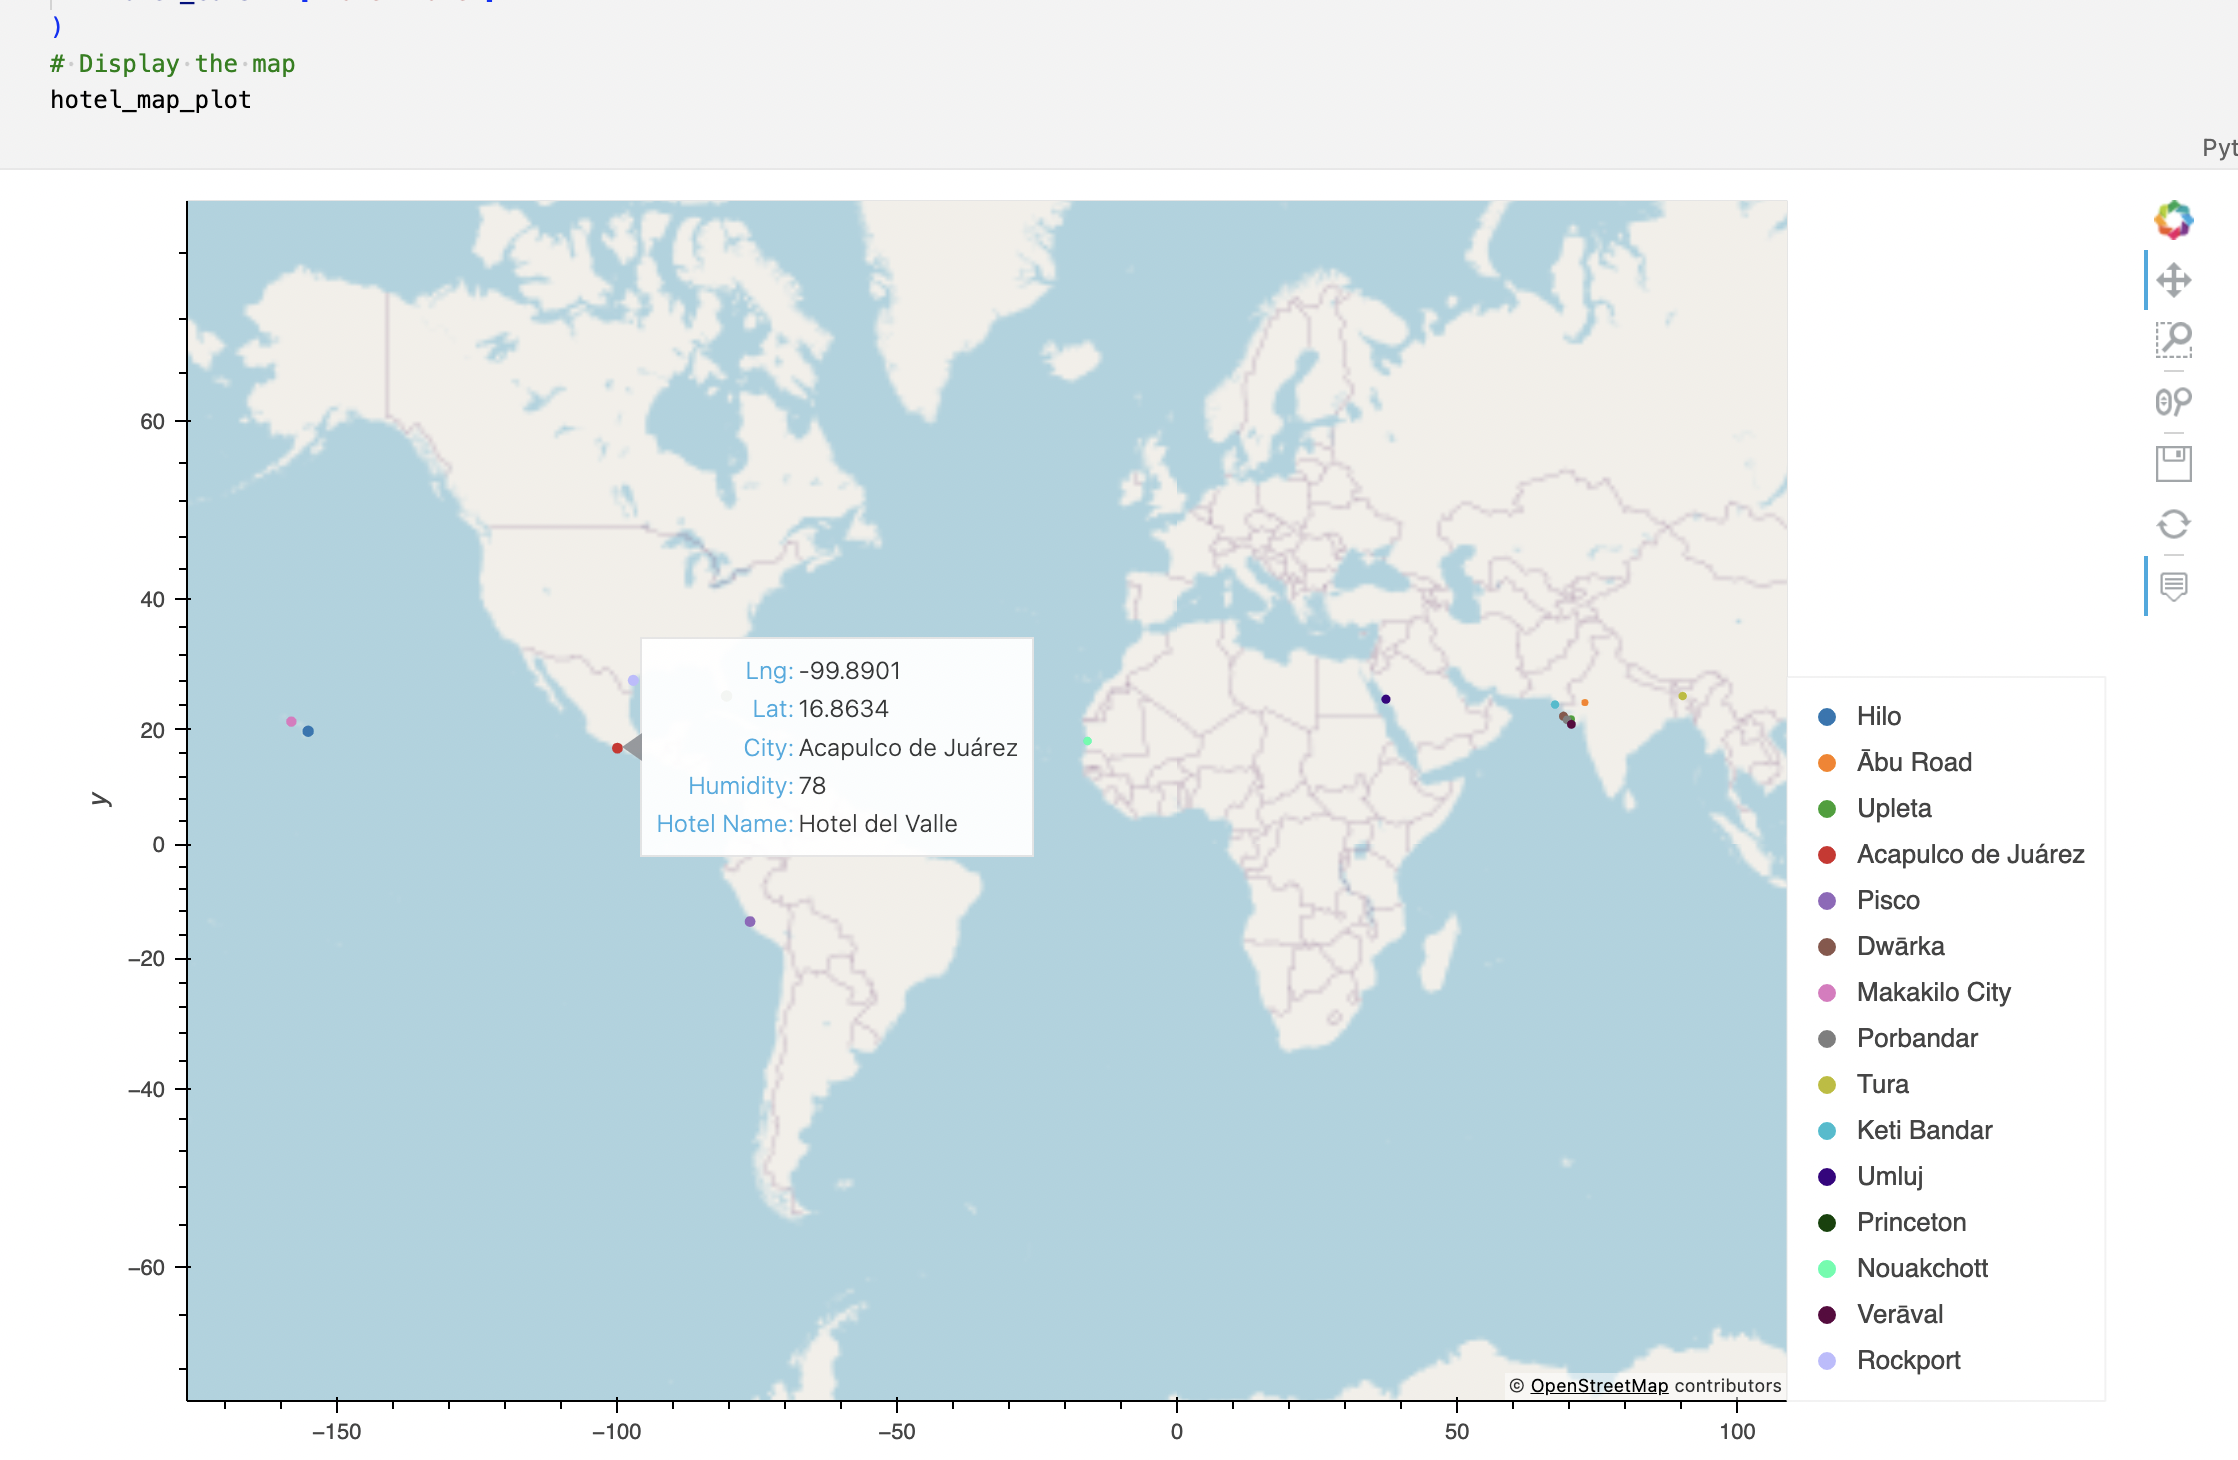 )
# Display the map
hotel_map_plot
Pyt
60
40
20
0
−20
−40
−60
y
−150
−100
−50
0
50
100
Lng: -99.8901
Lat: 16.8634
City: Acapulco de Juárez
Humidity: 78
Hotel Name: Hotel del Valle
Hilo
Ābu Road
Upleta
Acapulco de Juárez
Pisco
Dwārka
Makakilo City
Porbandar
Tura
Keti Bandar
Umluj
Princeton
Nouakchott
Verāval
Rockport
© OpenStreetMap contributors